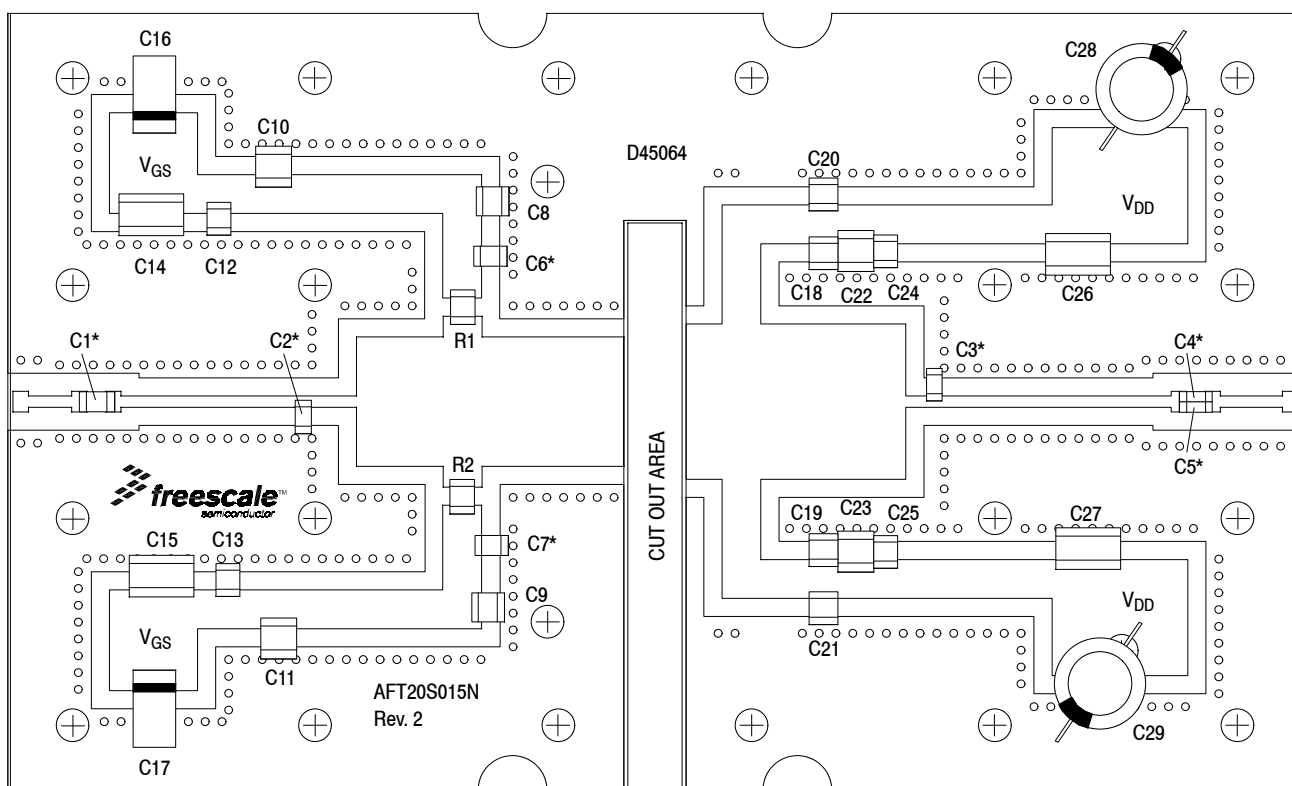 C16
C28
C10
D45064
C20
VGS
C8
VDD
C14
C12
C6*
C18
C22
C24
C26
C1*
C2*
R1
C3*
C4*
R2
CUT OUT AREA
C5*
freescale™
semiconductor
C19
C23
C25
C27
C15
C13
C7*
C9
VGS
VDD
C11
C21
AFT20S015N
Rev. 2
C17
C29